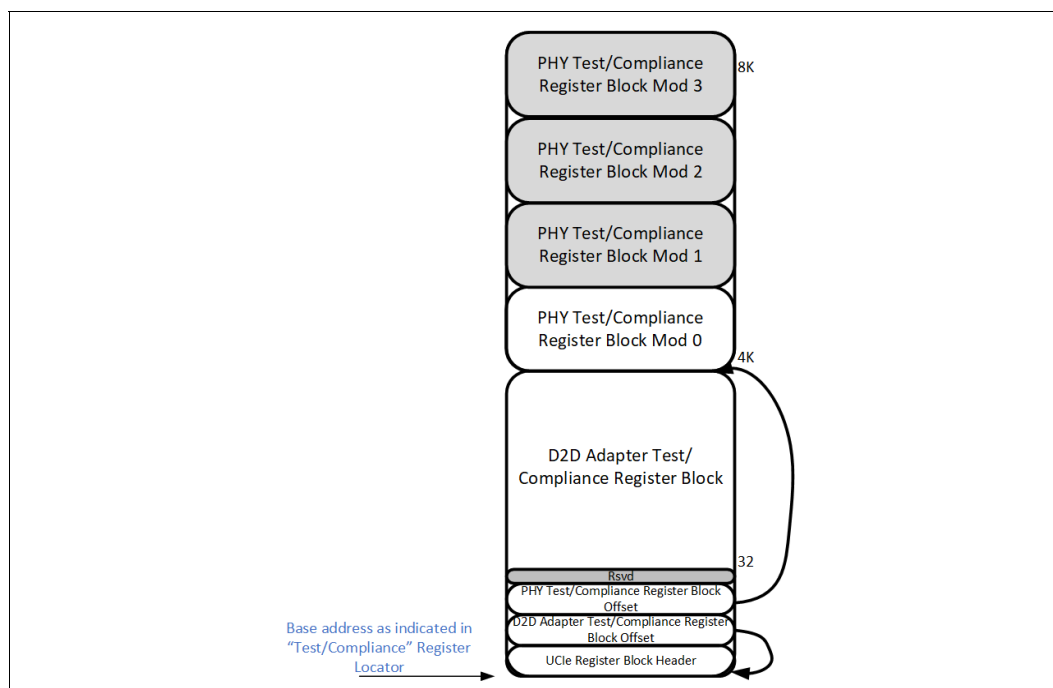 PHY Test/Compliance
Register Block Mod 3
8K
PHY Test/Compliance
Register Block Mod 2
PHY Test/Compliance
Register Block Mod 1
PHY Test/Compliance
Register Block Mod 0
4K
D2D Adapter Test/
Compliance Register Block
32
Rsvd
PHY Test/Compliance Register Block
Offset
D2D Adapter Test/Compliance Register
Block Offset
UCIe Register Block Header
Base address as indicated in
“Test/Compliance” Register
Locator